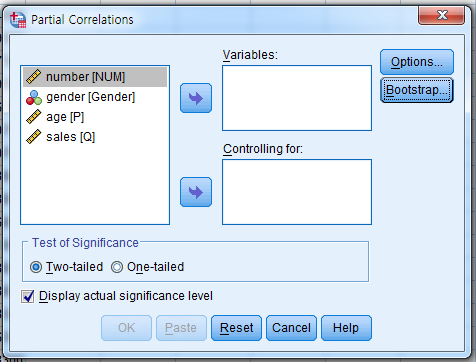 Partial Correlations
Variables:
Options...
number [NUM]
Bootstrap...
gender [Gender]
age [P]
sales [Q]
Controlling for:
Test of Significance
Two-tailed One-tailed
Display actual significance level
OK Paste Reset Cancel Help